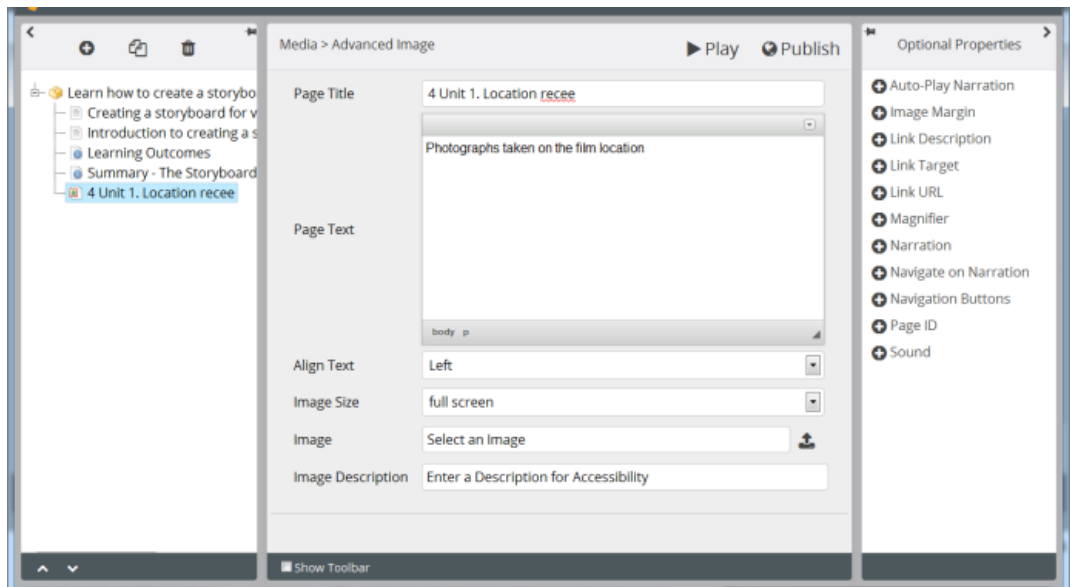 Learn how to create a storybo
Creating a storyboard for v
Introduction to creating a s
Learning Outcomes
Summary - The Storyboard
4 Unit 1. Location recee
Media > Advanced Image
Play
Publish
Page Title
4 Unit 1. Location recee
Page Text
Photographs taken on the film location
body p
Align Text
Left
Image Size
full screen
Image
Select an Image
Image Description
Enter a Description for Accessibility
Show Toolbar
Optional Properties
Auto-Play Narration
Image Margin
Link Description
Link Target
Link URL
Magnifier
Narration
Navigate on Narration
Navigation Buttons
Page ID
Sound